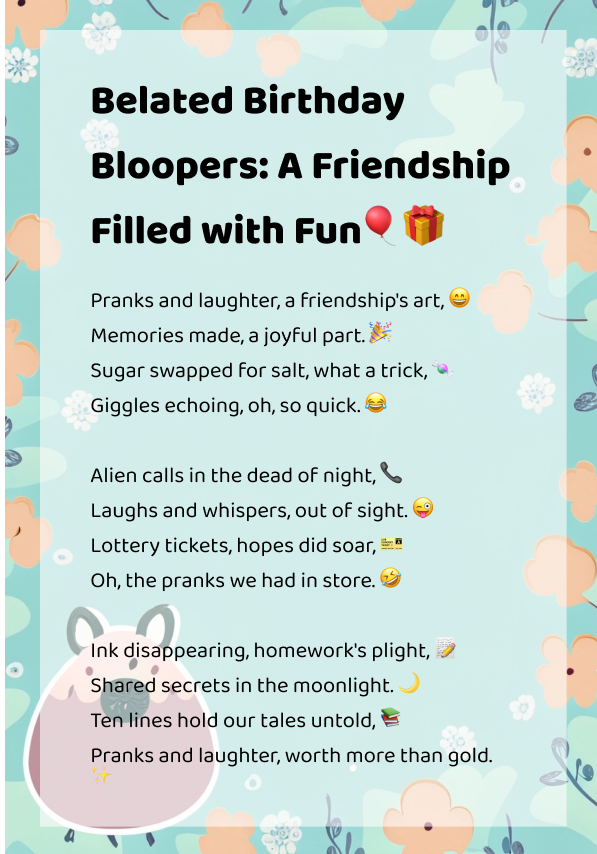 Belated Birthday
Bloopers: A Friendship
Filled with Fun🎈🎁
Pranks and laughter, a friendship's art, 😄
Memories made, a joyful part. 🎉
Sugar swapped for salt, what a trick, 🍬
Giggles echoing, oh, so quick. 😂
Alien calls in the dead of night, 📞
Laughs and whispers, out of sight. 😜
Lottery tickets, hopes did soar, 🎫
Oh, the pranks we had in store. 🤣
Ink disappearing, homework's plight, 📝
Shared secrets in the moonlight. 🌙
Ten lines hold our tales untold, 📚
Pranks and laughter, worth more than gold.
✨